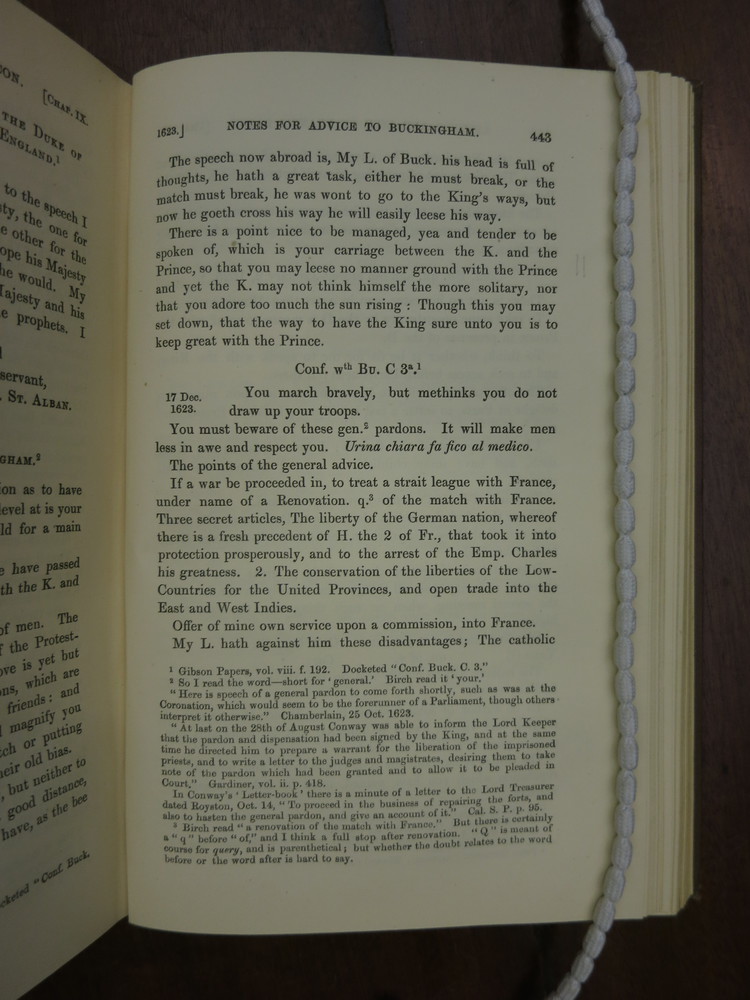 ON. [CHAP. IX.
THE DUKE OF
ENGLAND.¹
to the speech I
ty, the one for
e other for the
ope his Majesty
he would. My
Majesty and his
e prophets. I
servant,
ST. ALBAN.
GHAM.²
ion as to have
level at is your
ld for a main
e have passed
th the K. and
of men. The
f the Protest-
ove is yet but
ons, which are
friends: and
magnify you
tch or putting
heir old bias.
, but neither to
good distance,
have, as the bee
cketed "Conf. Buck.
1623.] NOTES FOR ADVICE TO BUCKINGHAM. 443
The speech now abroad is, My L. of Buck. his head is full of
thoughts, he hath a great task, either he must break, or the
match must break, he was wont to go to the King's ways, but
now he goeth cross his way he will easily leese his way.
There is a point nice to be managed, yea and tender to be
spoken of, which is your carriage between the K. and the
Prince, so that you may leese no manner ground with the Prince
and yet the K. may not think himself the more solitary, nor
that you adore too much the sun rising : Though this you may
set down, that the way to have the King sure unto you is to
keep great with the Prince.
Conf. wth BU. C 3ª.¹
17 Dec. 1623. You march bravely, but methinks you do not
draw up your troops.
You must beware of these gen.² pardons. It will make men
less in awe and respect you. Urina chiara fa fico al medico.
The points of the general advice.
If a war be proceeded in, to treat a strait league with France,
under name of a Renovation. q.³ of the match with France.
Three secret articles, The liberty of the German nation, whereof
there is a fresh precedent of H. the 2 of Fr., that took it into
protection prosperously, and to the arrest of the Emp. Charles
his greatness. 2. The conservation of the liberties of the Low-
Countries for the United Provinces, and open trade into the
East and West Indies.
Offer of mine own service upon a commission, into France.
My L. hath against him these disadvantages; The catholic
¹ Gibson Papers, vol. viii. f. 192. Docketed "Conf. Buck. C. 3."
² So I read the word—short for 'general.' Birch read it 'your.'
"Here is speech of a general pardon to come forth shortly, such as was at the
Coronation, which would seem to be the forerunner of a Parliament, though others
interpret it otherwise." Chamberlain, 25 Oct. 1623.
"At last on the 28th of August Conway was able to inform the Lord Keeper
that the pardon and dispensation had been signed by the King, and at the same
time he directed him to prepare a warrant for the liberation of the imprisoned
priests, and to write a letter to the judges and magistrates, desiring them to take
note of the pardon which had been granted and to allow it to be pleaded in
Court," Gardiner, vol. ii. p. 418.
In Conway's 'Letter-book' there is a minute of a letter to the Lord Treasurer
dated Royston, Oct. 14, "To proceed in the business of repairing the forts, and
also to hasten the general pardon, and give an account of it." Cal. S. P. p. 95.
³ Birch read "a renovation of the match with France." But there is certainly
a "q" before "of," and I think a full stop after renovation. "Q" is meant of
course for query, and is parenthetical; but whether the doubt relates to the word
before or the word after is hard to say.